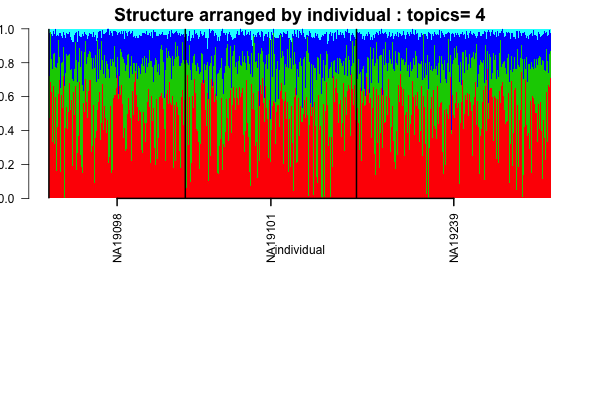 Structure arranged by individual : topics= 4
1.0
0.8
0.6
0.4
0.2
0.0
NA19098
NA19101
NA19239
individual